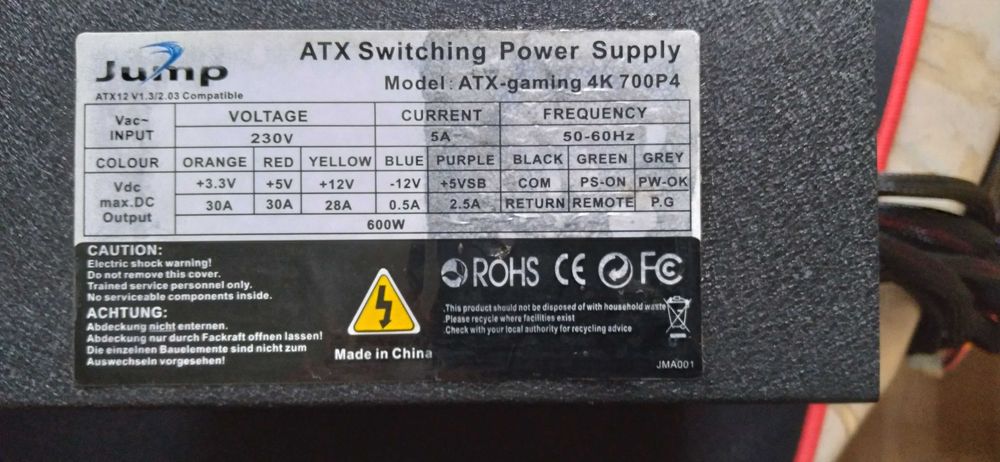 Jump
ATX12 V1.3/2.03 Compatible
ATX Switching Power Supply
Model: ATX-gaming 4K 700P4
Vac~ INPUT VOLTAGE CURRENT FREQUENCY
230V 5A 50-60Hz
COLOUR ORANGE RED YELLOW BLUE PURPLE BLACK GREEN GREY
Vdc max.DC Output +3.3V +5V +12V -12V +5VSB COM PS-ON PW-OK
30A 30A 28A 0.5A 2.5A RETURN REMOTE P.G
600W
CAUTION:
Electric shock warning!
Do not remove this cover.
Trained service personnel only.
No serviceable components inside.
ACHTUNG:
Abdeckung nicht enternen.
Abdeckung nur durch Fackraft offnen lassen!
Die einzeinen Bauelemente sind nicht zum
Auswechseln vorgesehen!
Made in China
ROHS CE FC
.This product should not be disposed of with household waste
.Please recycle where facilities exist
.Check with your local authority for recycling advice
JMA001